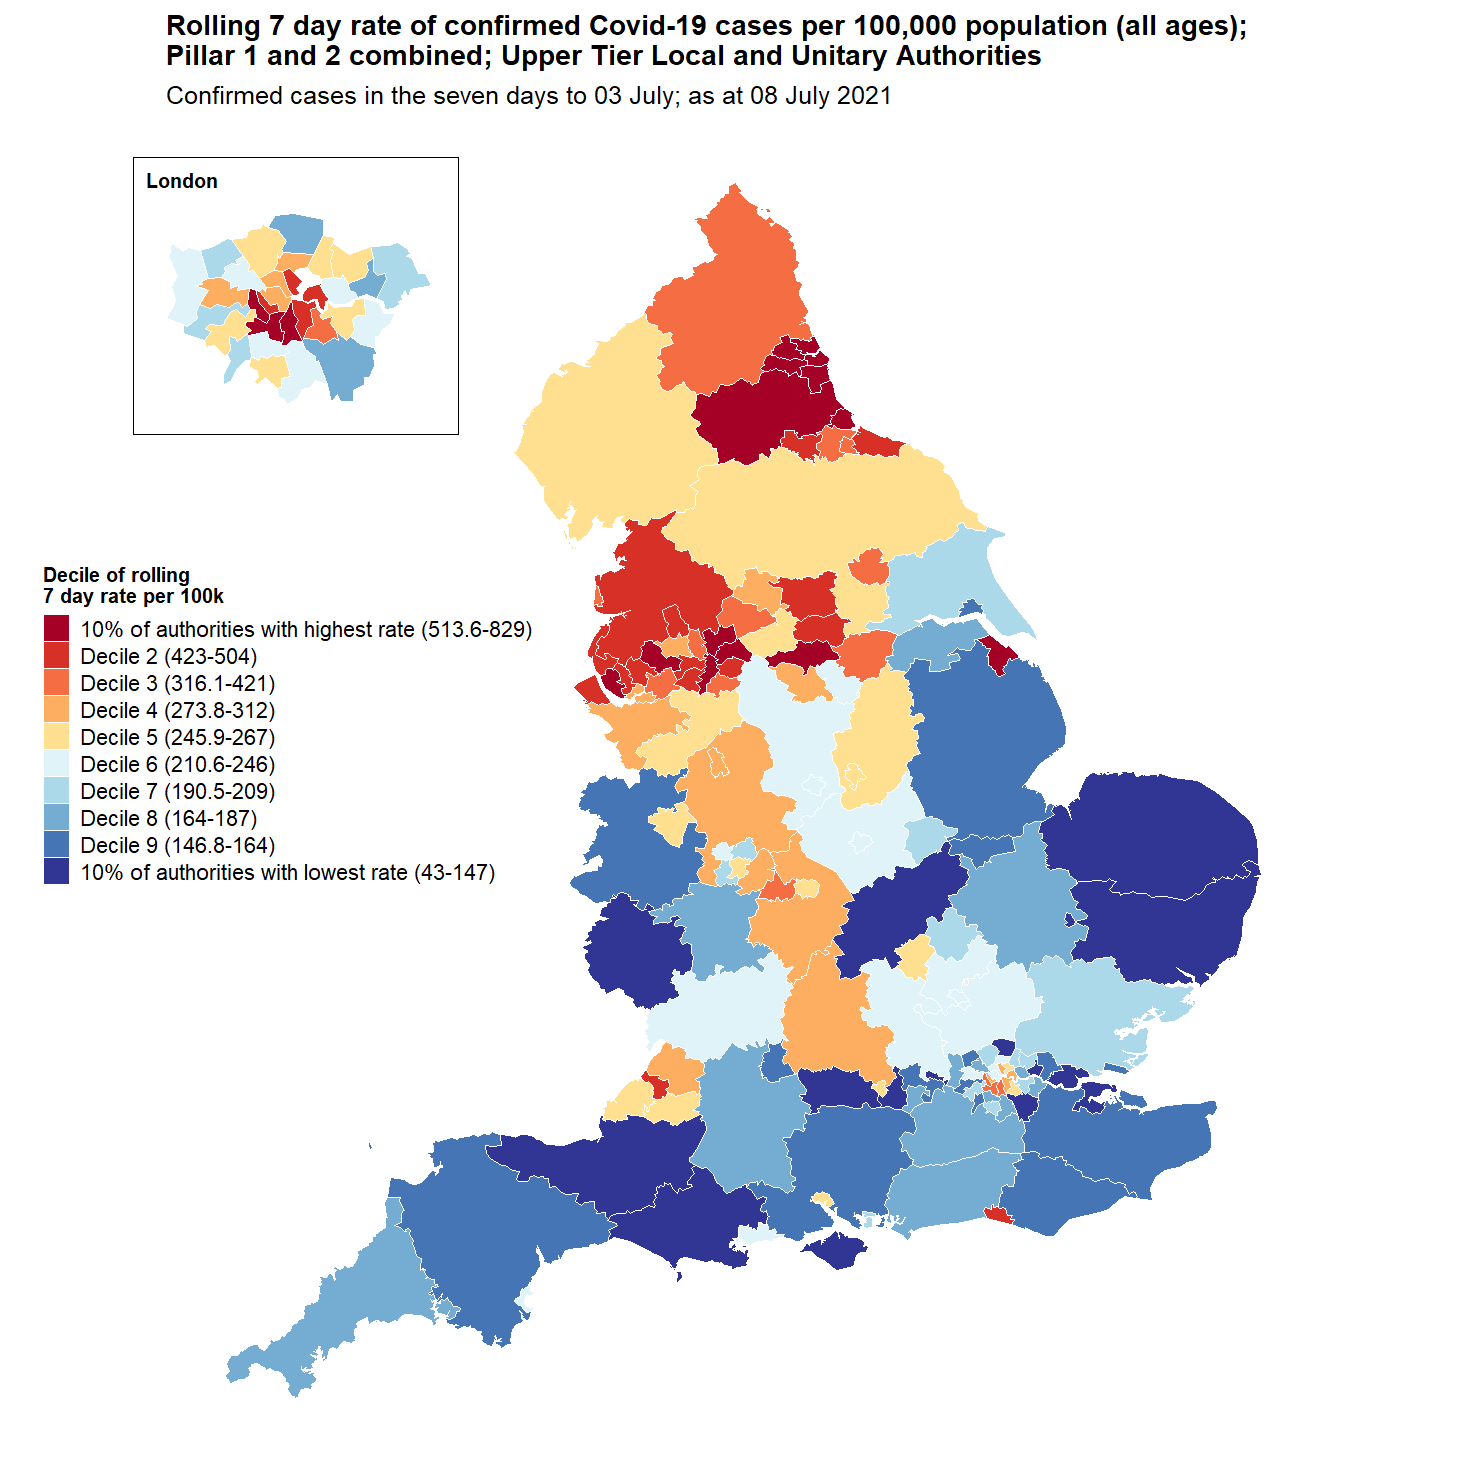 Rolling 7 day rate of confirmed Covid-19 cases per 100,000 population (all ages);
Pillar 1 and 2 combined; Upper Tier Local and Unitary Authorities
Confirmed cases in the seven days to 03 July; as at 08 July 2021
London
Decile of rolling
7 day rate per 100k
10% of authorities with highest rate (513.6-829)
Decile 2 (423-504)
Decile 3 (316.1-421)
Decile 4 (273.8-312)
Decile 5 (245.9-267)
Decile 6 (210.6-246)
Decile 7 (190.5-209)
Decile 8 (164-187)
Decile 9 (146.8-164)
10% of authorities with lowest rate (43-147)